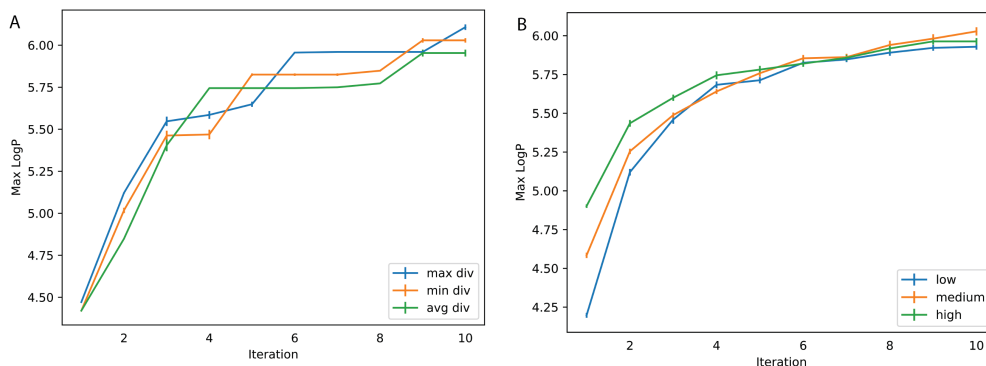 A
Max LogP
6.00
5.75
5.50
5.25
5.00
4.75
4.50
2
4
6
8
10
Iteration
max div
min div
avg div
B
Max LogP
6.00
5.75
5.50
5.25
5.00
4.75
4.50
4.25
2
4
6
8
10
Iteration
low
medium
high